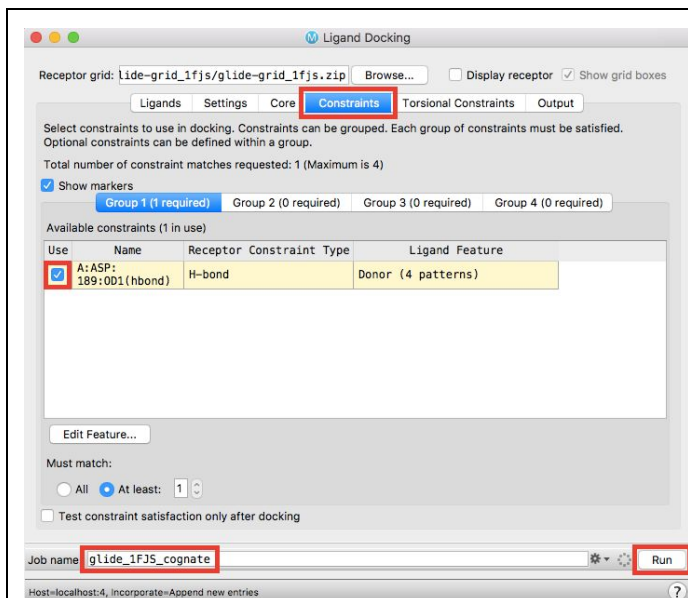 Ligand Docking
Receptor grid: lide-grid_1fjs/glide-grid_1fjs.zip Browse... Display receptor Show grid boxes
Ligands Settings Core Constraints Torsional Constraints Output
Select constraints to use in docking. Constraints can be grouped. Each group of constraints must be satisfied.
Optional constraints can be defined within a group.
Total number of constraint matches requested: 1 (Maximum is 4)
Show markers
Group 1 (1 required) Group 2 (0 required) Group 3 (0 required) Group 4 (0 required)
Available constraints (1 in use)
Use Name Receptor Constraint Type Ligand Feature
A:ASP:
189:OD1(hbond) H-bond Donor (4 patterns)
Edit Feature...
Must match:
All At least: 1
Test constraint satisfaction only after docking
Job name: glide_1FJS_cognate Run
Host=localhost:4, Incorporate=Append new entries ?